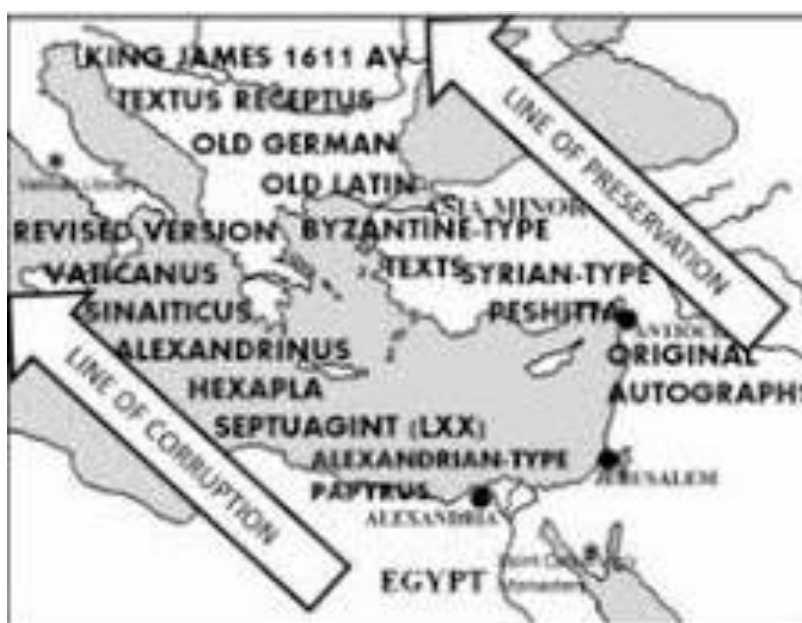 KING JAMES 1611 AV
TEXTUS RECEPTUS
OLD GERMAN
OLD LATIN
ASIA MINOR
REVISED VERSION
BYZANTINE-TYPE
TEXTS
VATICANUS
SYRIAN-TYPE
SINAITICUS
PESHITTA
ANTIOCH
ALEXANDRINUS
ORIGINAL
HEXAPLA
AUTOGRAPHS
SEPTUAGINT (LXX)
ALEXANDRIAN-TYPE
JERUSALEM
PAPYRUS
ALEXANDRIA
EGYPT
LINE OF PRESERVATION
LINE OF CORRUPTION